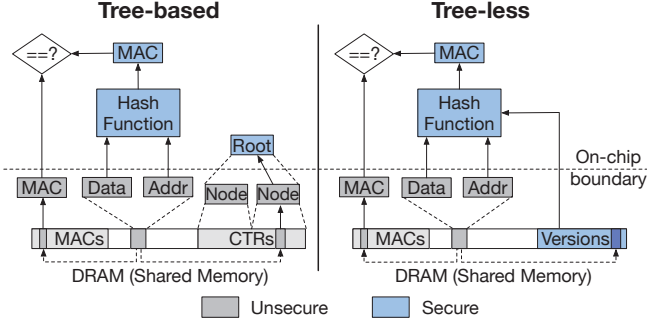 Tree-based
Tree-less
==?
MAC
==?
MAC
Hash
Function
Hash
Function
Root
On-chip
boundary
MAC
Data
Addr
Node
Node
MAC
Data
Addr
MACs
CTRs
MACs
Versions
DRAM (Shared Memory)
DRAM (Shared Memory)
Unsecure
Secure